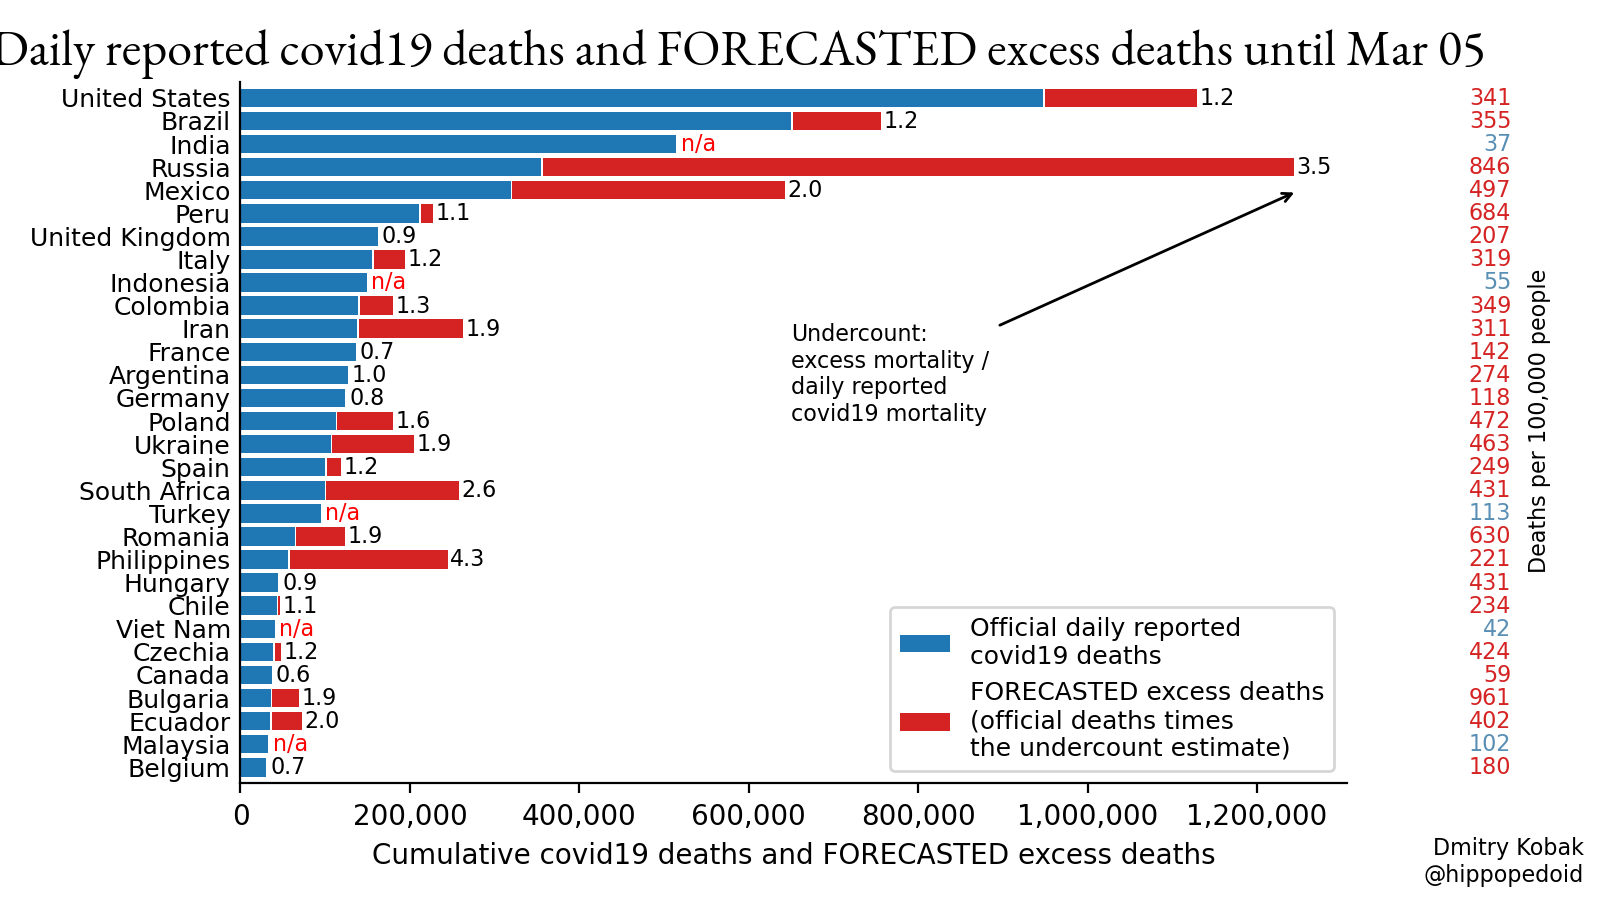 Daily reported covid19 deaths and FORECASTED excess deaths until Mar 05
United States 1.2 341
Brazil 1.2 355
India n/a 37
Russia 3.5 846
Mexico 2.0 497
Peru 1.1 684
United Kingdom 0.9 207
Italy 1.2 319
Indonesia n/a 55
Colombia 1.3 349
Iran 1.9 311
France 0.7 142
Argentina 1.0 274
Germany 0.8 118
Poland 1.6 472
Ukraine 1.9 463
Spain 1.2 249
South Africa 2.6 431
Turkey n/a 113
Romania 1.9 630
Philippines 4.3 221
Hungary 0.9 431
Chile 1.1 234
Viet Nam n/a 42
Czechia 1.2 424
Canada 0.6 59
Bulgaria 1.9 961
Ecuador 2.0 402
Malaysia n/a 102
Belgium 0.7 180
Undercount:
excess mortality /
daily reported
covid19 mortality
Deaths per 100,000 people
Official daily reported
covid19 deaths
FORECASTED excess deaths
(official deaths times
the undercount estimate)
0 200,000 400,000 600,000 800,000 1,000,000 1,200,000
Cumulative covid19 deaths and FORECASTED excess deaths
Dmitry Kobak
@hippopedoid